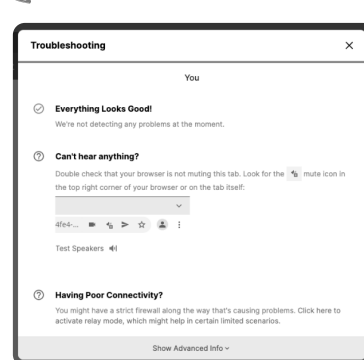 Troubleshooting
You
Everything Looks Good!
We're not detecting any problems at the moment.
Can't hear anything?
Double check that your browser is not muting this tab. Look for the mute icon in
the top right corner of your browser or on the tab itself:
4fe4-...
Test Speakers
Having Poor Connectivity?
You might have a strict firewall along the way that's causing problems. Click here to
activate relay mode, which might help in certain limited scenarios.
Show Advanced Info